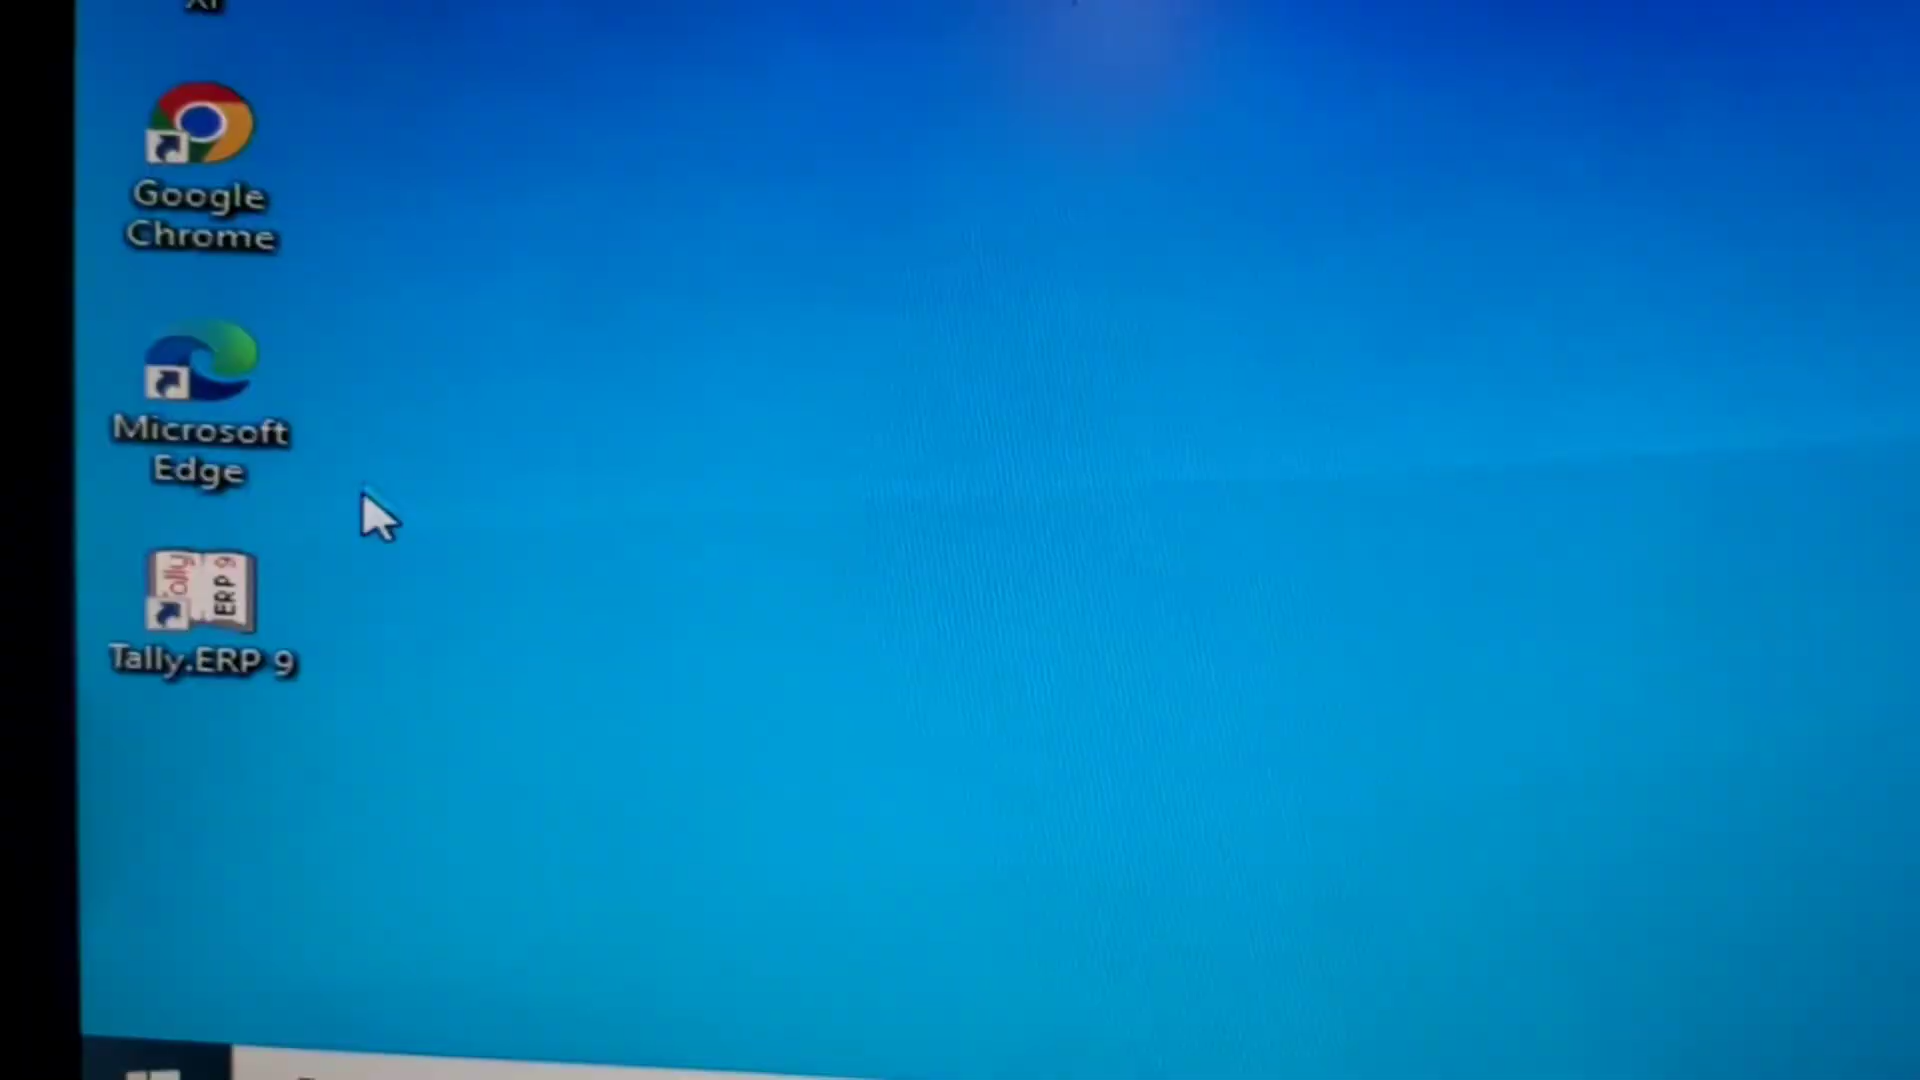 Google
Chrome
Microsoft
Edge
Tally
ERP 9
Tally.ERP 9